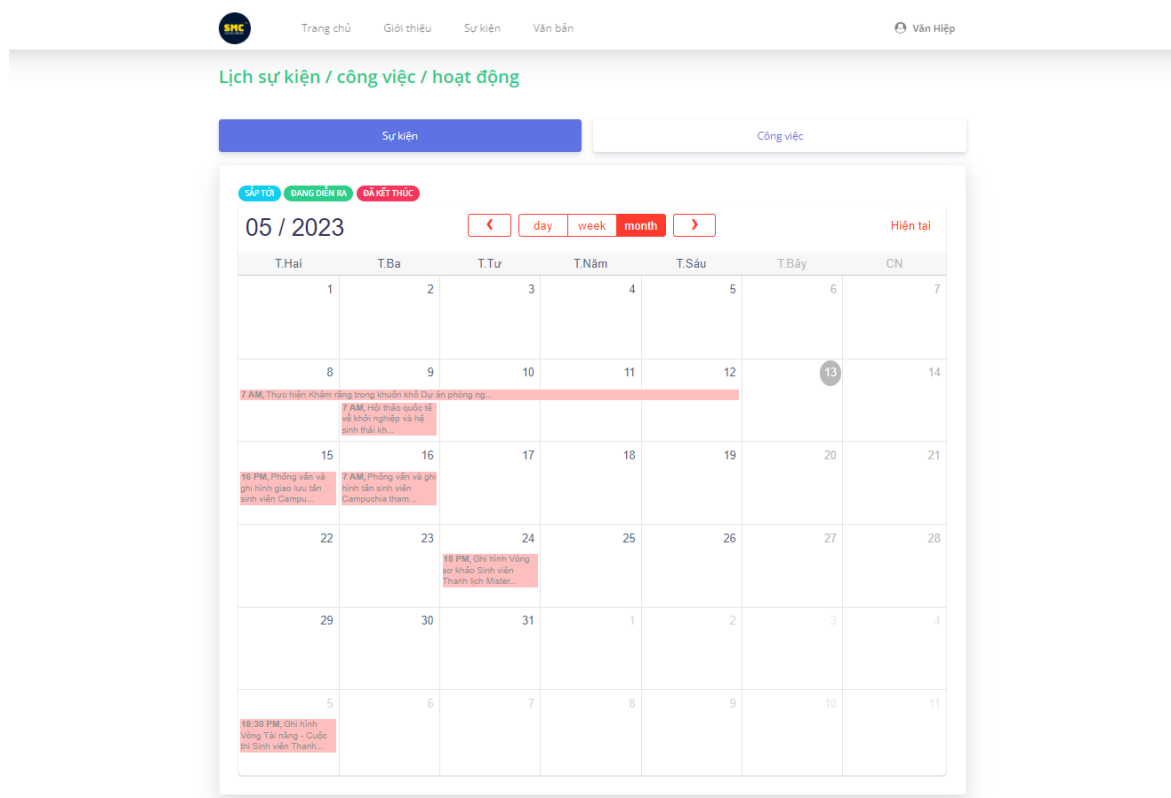 SMC
Trang chủ Giới thiệu Sự kiện Văn bản Văn Hiệp
Lịch sự kiện / công việc / hoạt động
Sự kiện Công việc
SẮP TỚI ĐANG DIỄN RA ĐÃ KẾT THÚC
05 / 2023 ❮ day week month ❯ Hiện tại
T.Hai T.Ba T.Tư T.Năm T.Sáu T.Bảy CN
1 2 3 4 5 6 7
8 9 10 11 12 13 14
7 AM, Thực hiện Khám răng trong khuôn khổ Dự án phòng ng...
7 AM, Hội thảo quốc tế
về khởi nghiệp và hệ
sinh thái kh...
15 16 17 18 19 20 21
16 PM, Phỏng vấn và
ghi hình giao lưu tân
sinh viên Campu...
7 AM, Phỏng vấn và ghi
hình tân sinh viên
Campuchia tham...
22 23 24 25 26 27 28
18 PM, Ghi hình Vòng
sơ khảo Sinh viên
Thanh lịch Mister...
29 30 31 1 2 3 4
5 6 7 8 9 10 11
18:30 PM, Ghi hình
Vòng Tài năng - Cuộc
thi Sinh viên Thanh...